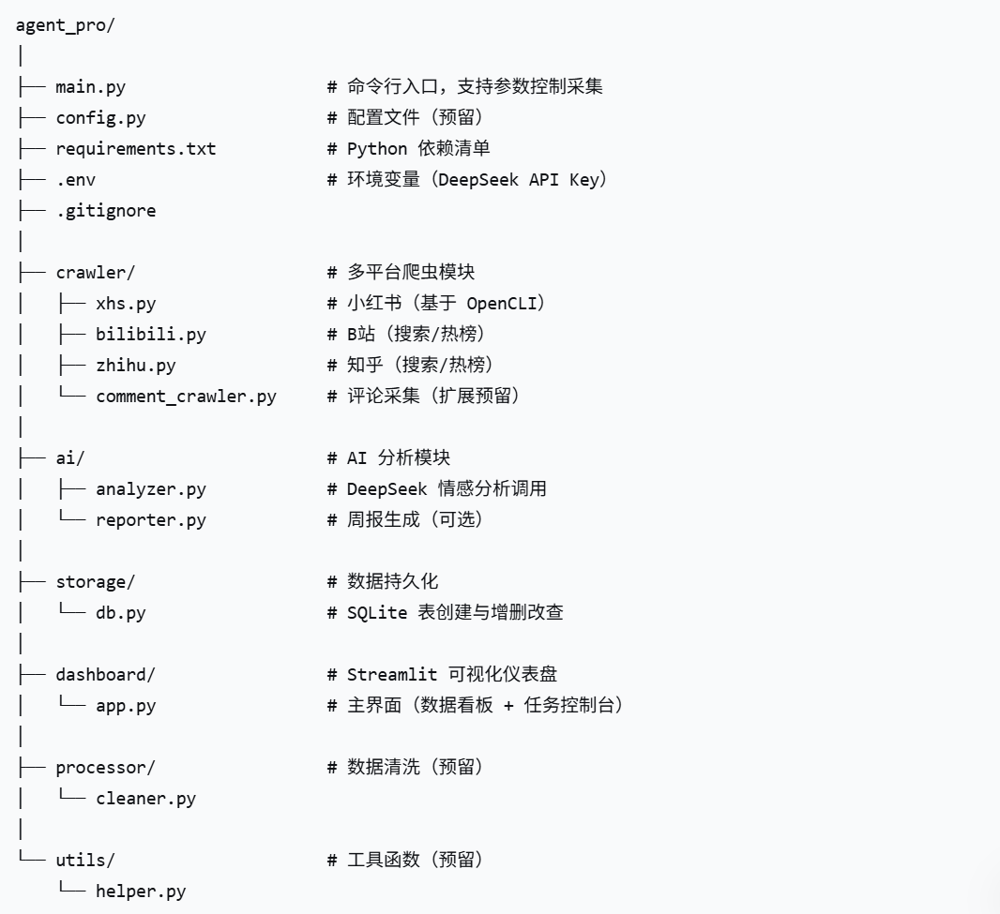 agent_pro/
│
├── main.py                    # 命令行入口，支持参数控制采集
├── config.py                  # 配置文件（预留）
├── requirements.txt           # Python 依赖清单
├── .env                       # 环境变量（DeepSeek API Key）
├── .gitignore
│
├── crawler/                   # 多平台爬虫模块
│   ├── xhs.py                 # 小红书（基于 OpenCLI）
│   ├── bilibili.py            # B站（搜索/热榜）
│   ├── zhihu.py               # 知乎（搜索/热榜）
│   └── comment_crawler.py     # 评论采集（扩展预留）
│
├── ai/                        # AI 分析模块
│   ├── analyzer.py            # DeepSeek 情感分析调用
│   └── reporter.py            # 周报生成（可选）
│
├── storage/                   # 数据持久化
│   └── db.py                  # SQLite 表创建与增删改查
│
├── dashboard/                 # Streamlit 可视化仪表盘
│   └── app.py                 # 主界面（数据看板 + 任务控制台）
│
├── processor/                 # 数据清洗（预留）
│   └── cleaner.py
│
└── utils/                     # 工具函数（预留）
    └── helper.py